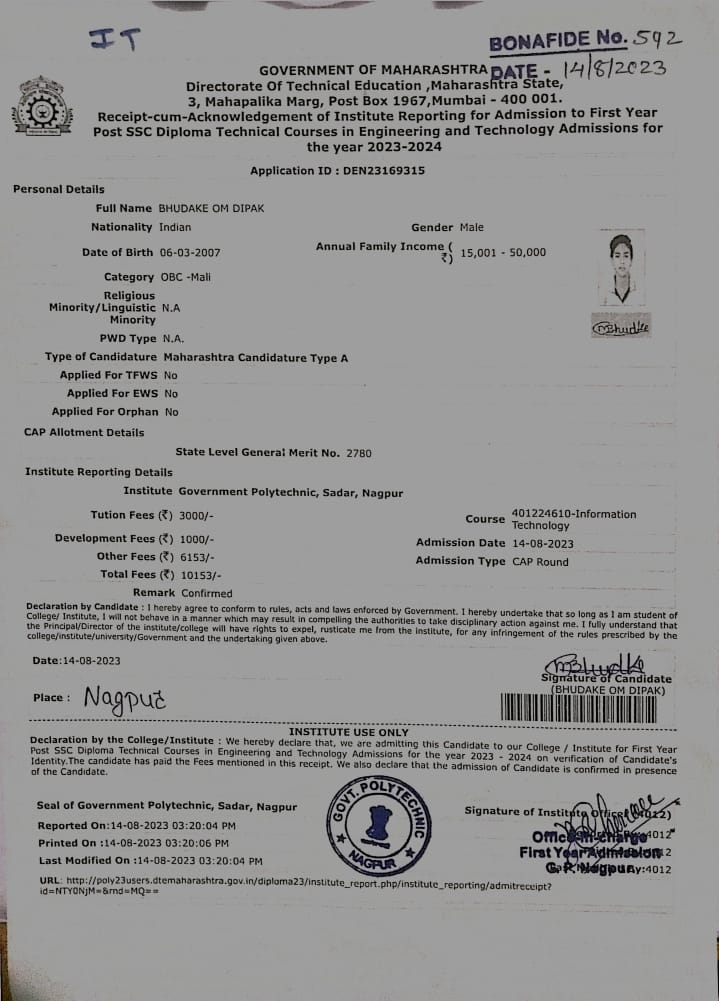 IT
BONAFIDE No. 592
DATE - 14/8/2023
GOVERNMENT OF MAHARASHTRA
Directorate Of Technical Education ,Maharashtra State,
3, Mahapalika Marg, Post Box 1967,Mumbai - 400 001.
Receipt-cum-Acknowledgement of Institute Reporting for Admission to First Year
Post SSC Diploma Technical Courses in Engineering and Technology Admissions for
the year 2023-2024
Application ID : DEN23169315
Personal Details
Full Name BHUDAKE OM DIPAK
Nationality Indian Gender Male
Date of Birth 06-03-2007 Annual Family Income ( ₹) 15,001 - 50,000
Category OBC -Mali
Religious
Minority/Linguistic N.A
Minority
PWD Type N.A.
Type of Candidature Maharashtra Candidature Type A
Applied For TFWS No
Applied For EWS No
Applied For Orphan No
CAP Allotment Details
State Level General Merit No. 2780
Institute Reporting Details
Institute Government Polytechnic, Sadar, Nagpur
Tution Fees (₹) 3000/- Course 401224610-Information
Technology
Development Fees (₹) 1000/- Admission Date 14-08-2023
Other Fees (₹) 6153/- Admission Type CAP Round
Total Fees (₹) 10153/-
Remark Confirmed
Declaration by Candidate : I hereby agree to conform to rules, acts and laws enforced by Government. I hereby undertake that so long as I am student of
College/ Institute, I will not behave in a manner which may result in compelling the authorities to take disciplinary action against me. I fully understand that
the Principal/Director of the institute/college will have rights to expel, rusticate me from the institute, for any infringement of the rules prescribed by the
college/institute/university/Government and the undertaking given above.
Date:14-08-2023
Signature of Candidate
(BHUDAKE OM DIPAK)
Place : Nagpur
INSTITUTE USE ONLY
Declaration by the College/Institute : We hereby declare that, we are admitting this Candidate to our College / Institute for First Year
Post SSC Diploma Technical Courses in Engineering and Technology Admissions for the year 2023 - 2024 on verification of Candidate's
Identity.The candidate has paid the Fees mentioned in this receipt. We also declare that the admission of Candidate is confirmed in presence
of the Candidate.
Seal of Government Polytechnic, Sadar, Nagpur
GOVT. POLYTECHNIC
NAGPUR
Signature of Institute Officer(4012)
Reported On:14-08-2023 03:20:04 PM
Printed On :14-08-2023 03:20:06 PM
Last Modified On :14-08-2023 03:20:04 PM
Officer-in-charge
First Year Admission
G. P. Nagpur
URL: http://poly23users.dtemaharashtra.gov.in/diploma23/institute_report.php/institute_reporting/admitreceipt?
id=NTY0NjM=&rnd=MQ==